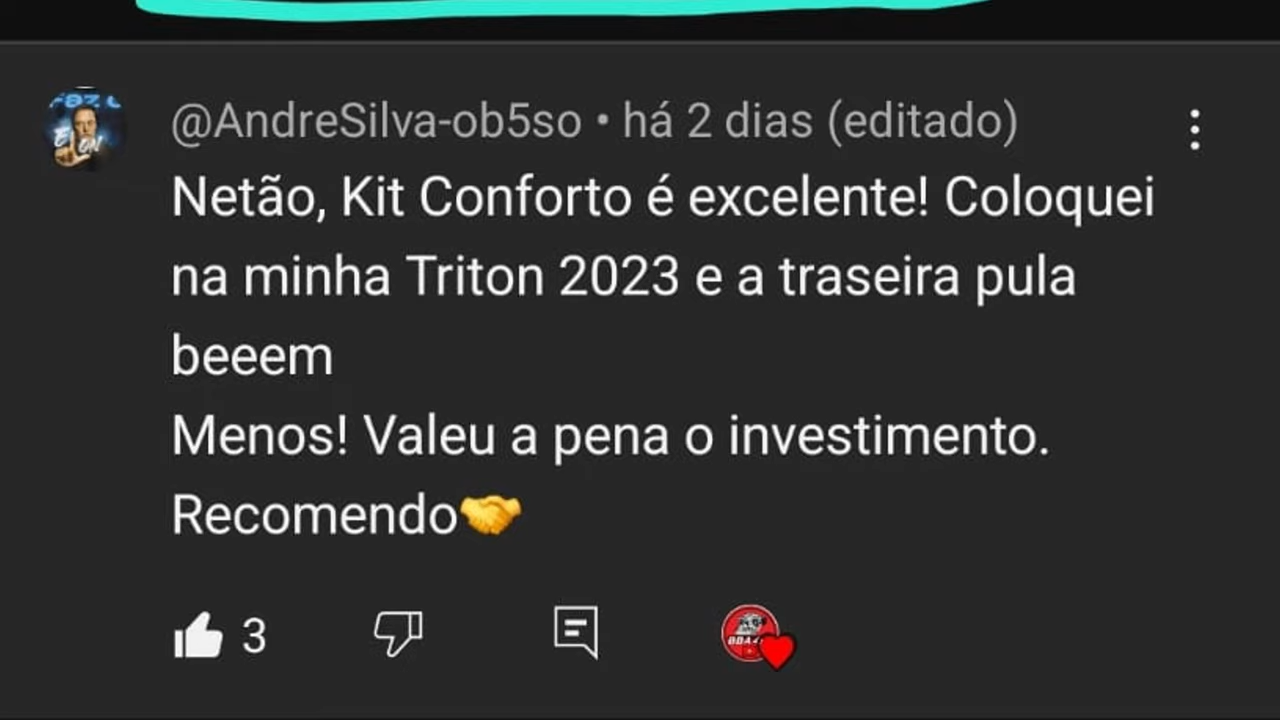 @AndreSilva-ob5so • há 2 dias (editado)
Netão, Kit Conforto é excelente! Coloquei
na minha Triton 2023 e a traseira pula
beeem
Menos! Valeu a pena o investimento.
Recomendo🤝
3